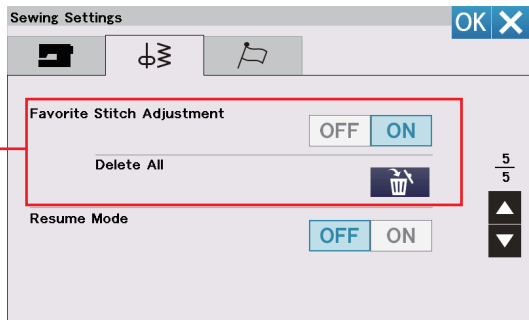 Sewing Settings
OK
Favorite Stitch Adjustment
OFF ON
Delete All
5
5
Resume Mode
OFF ON